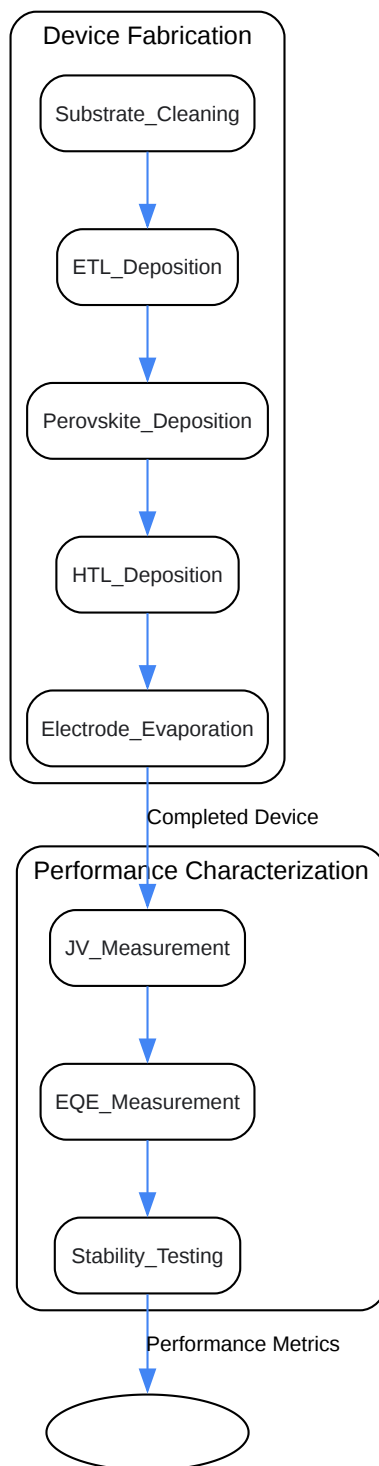 Device Fabrication
Substrate_Cleaning
ETL_Deposition
Perovskite_Deposition
HTL_Deposition
Electrode_Evaporation
Completed Device
Performance Characterization
JV_Measurement
EQE_Measurement
Stability_Testing
Performance Metrics